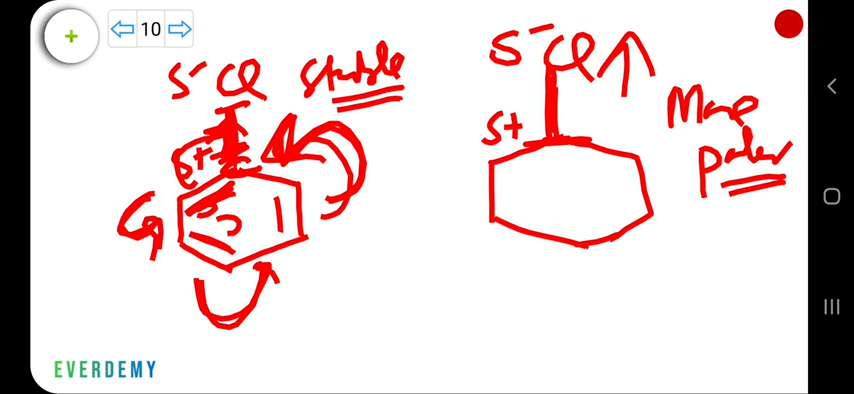 10
δ- Cl Stable
δ+
δ- Cl ↑
δ+
More
polar
EVERDEMY